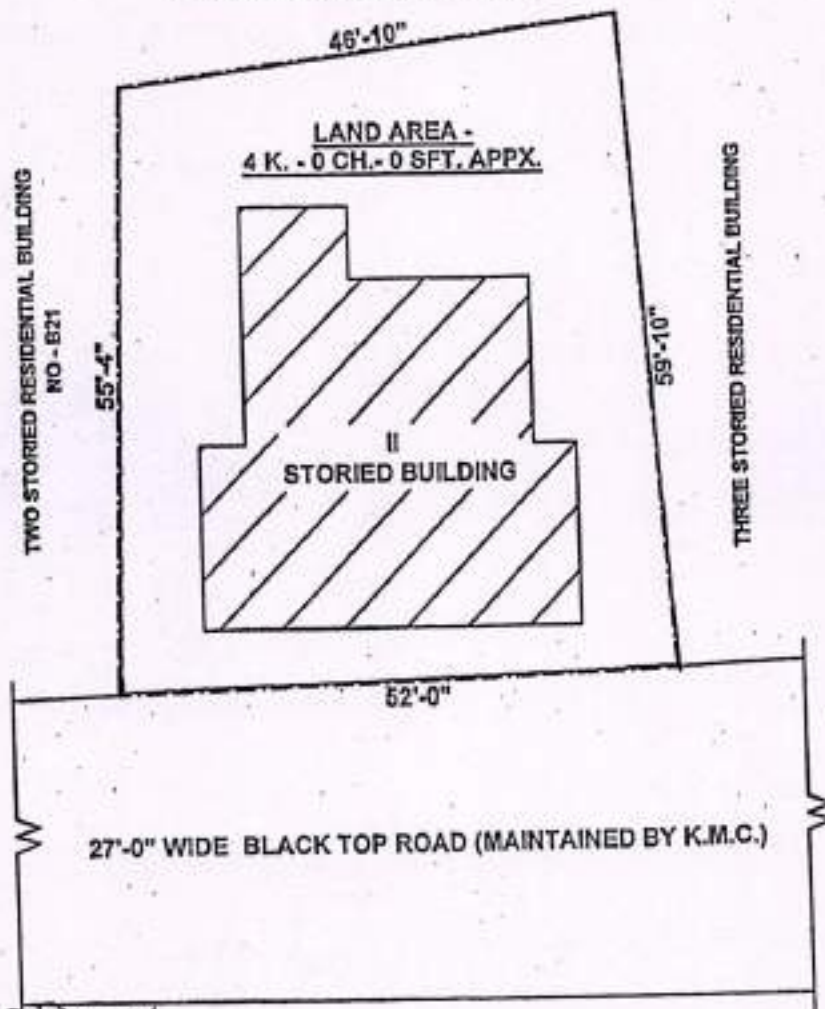 46'-10"
LAND AREA -
4 K. - 0 CH.- 0 SFT. APPX.
TWO STORIED RESIDENTIAL BUILDING
NO - B21
55'-4"
59'-10"
THREE STORIED RESIDENTIAL BUILDING
II
STORIED BUILDING
52'-0"
27'-0" WIDE BLACK TOP ROAD (MAINTAINED BY K.M.C.)